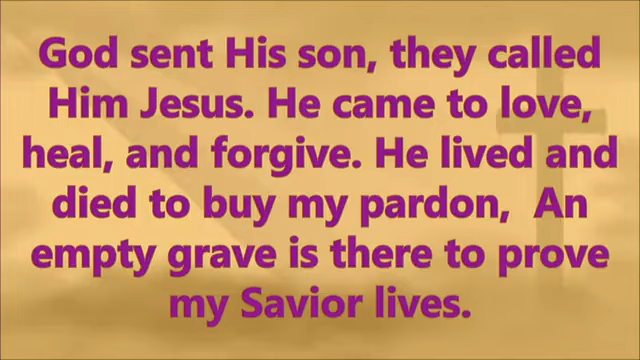 God sent His son, they called
Him Jesus. He came to love,
heal, and forgive. He lived and
died to buy my pardon,  An
empty grave is there to prove
my Savior lives.